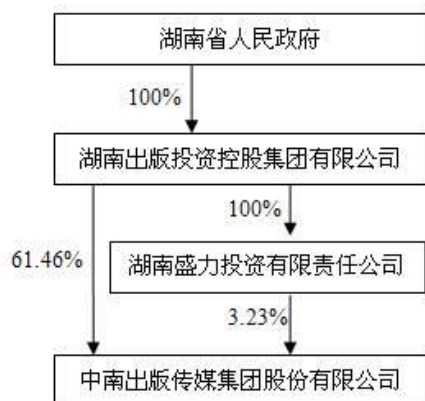 湖南省人民政府
100%
湖南出版投资控股集团有限公司
100%
61.46%
湖南盛力投资有限责任公司
3.23%
中南出版传媒集团股份有限公司